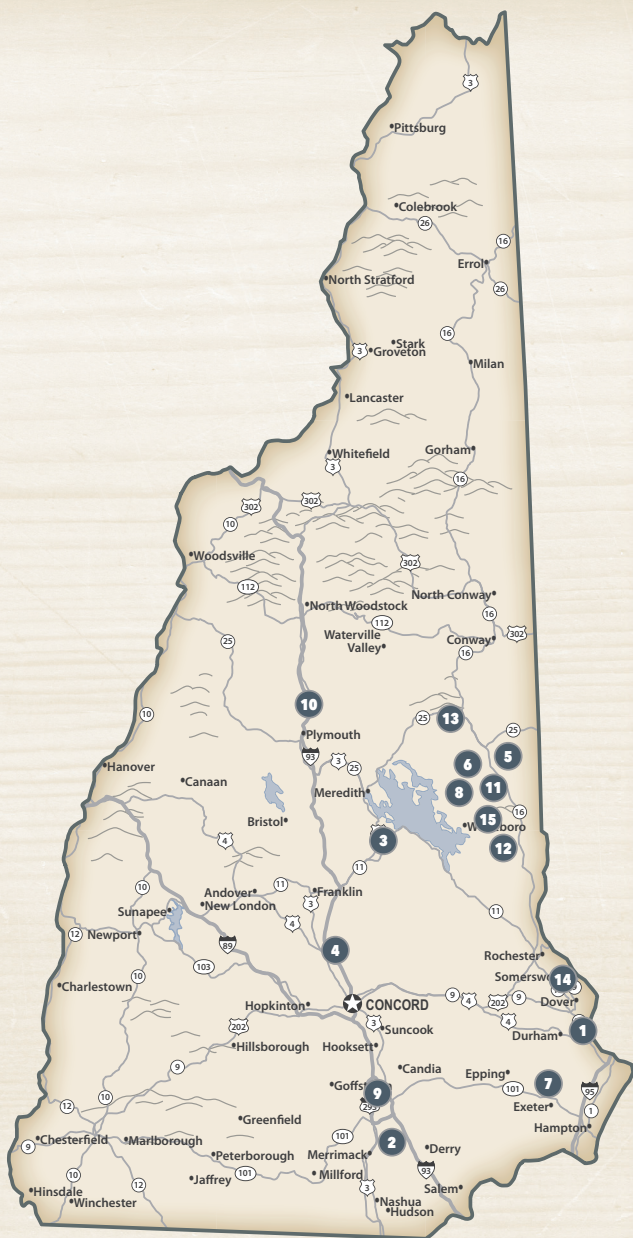 3
Pittsburg
Colebrook
26
16
Errol
26
North Stratford
16
3
Stark
Groveton
Milan
Lancaster
Whitefield
Gorham
3
16
302
302
10
Woodsville
302
112
North Conway
North Woodstock
16
112
302
Waterville
Valley
Conway
16
25
10
10
25
13
25
Plymouth
5
93
3
6
25
Hanover
Canaan
Meredith
8
11
16
Bristol
15
boro
4
3
12
11
10
Andover
11
Franklin
New London
3
Sunapee
4
11
12
Newport
89
4
Rochester
103
10
Somersw
14
Charlestown
9
4
202
9
Dover
Hopkinton
CONCORD
3
4
1
202
Suncook
Durham
Hillsborough
Hooksett
9
Candia
Epping
7
Goffs
9
101
95
10
12
293
Exeter
1
Greenfield
Hampton
9
Chesterfield
Marlborough
101
2
Peterborough
Merrimack
Derry
10
12
Jaffrey
101
Millford
93
3
Salem
Hinsdale
Winchester
Nashua
Hudson